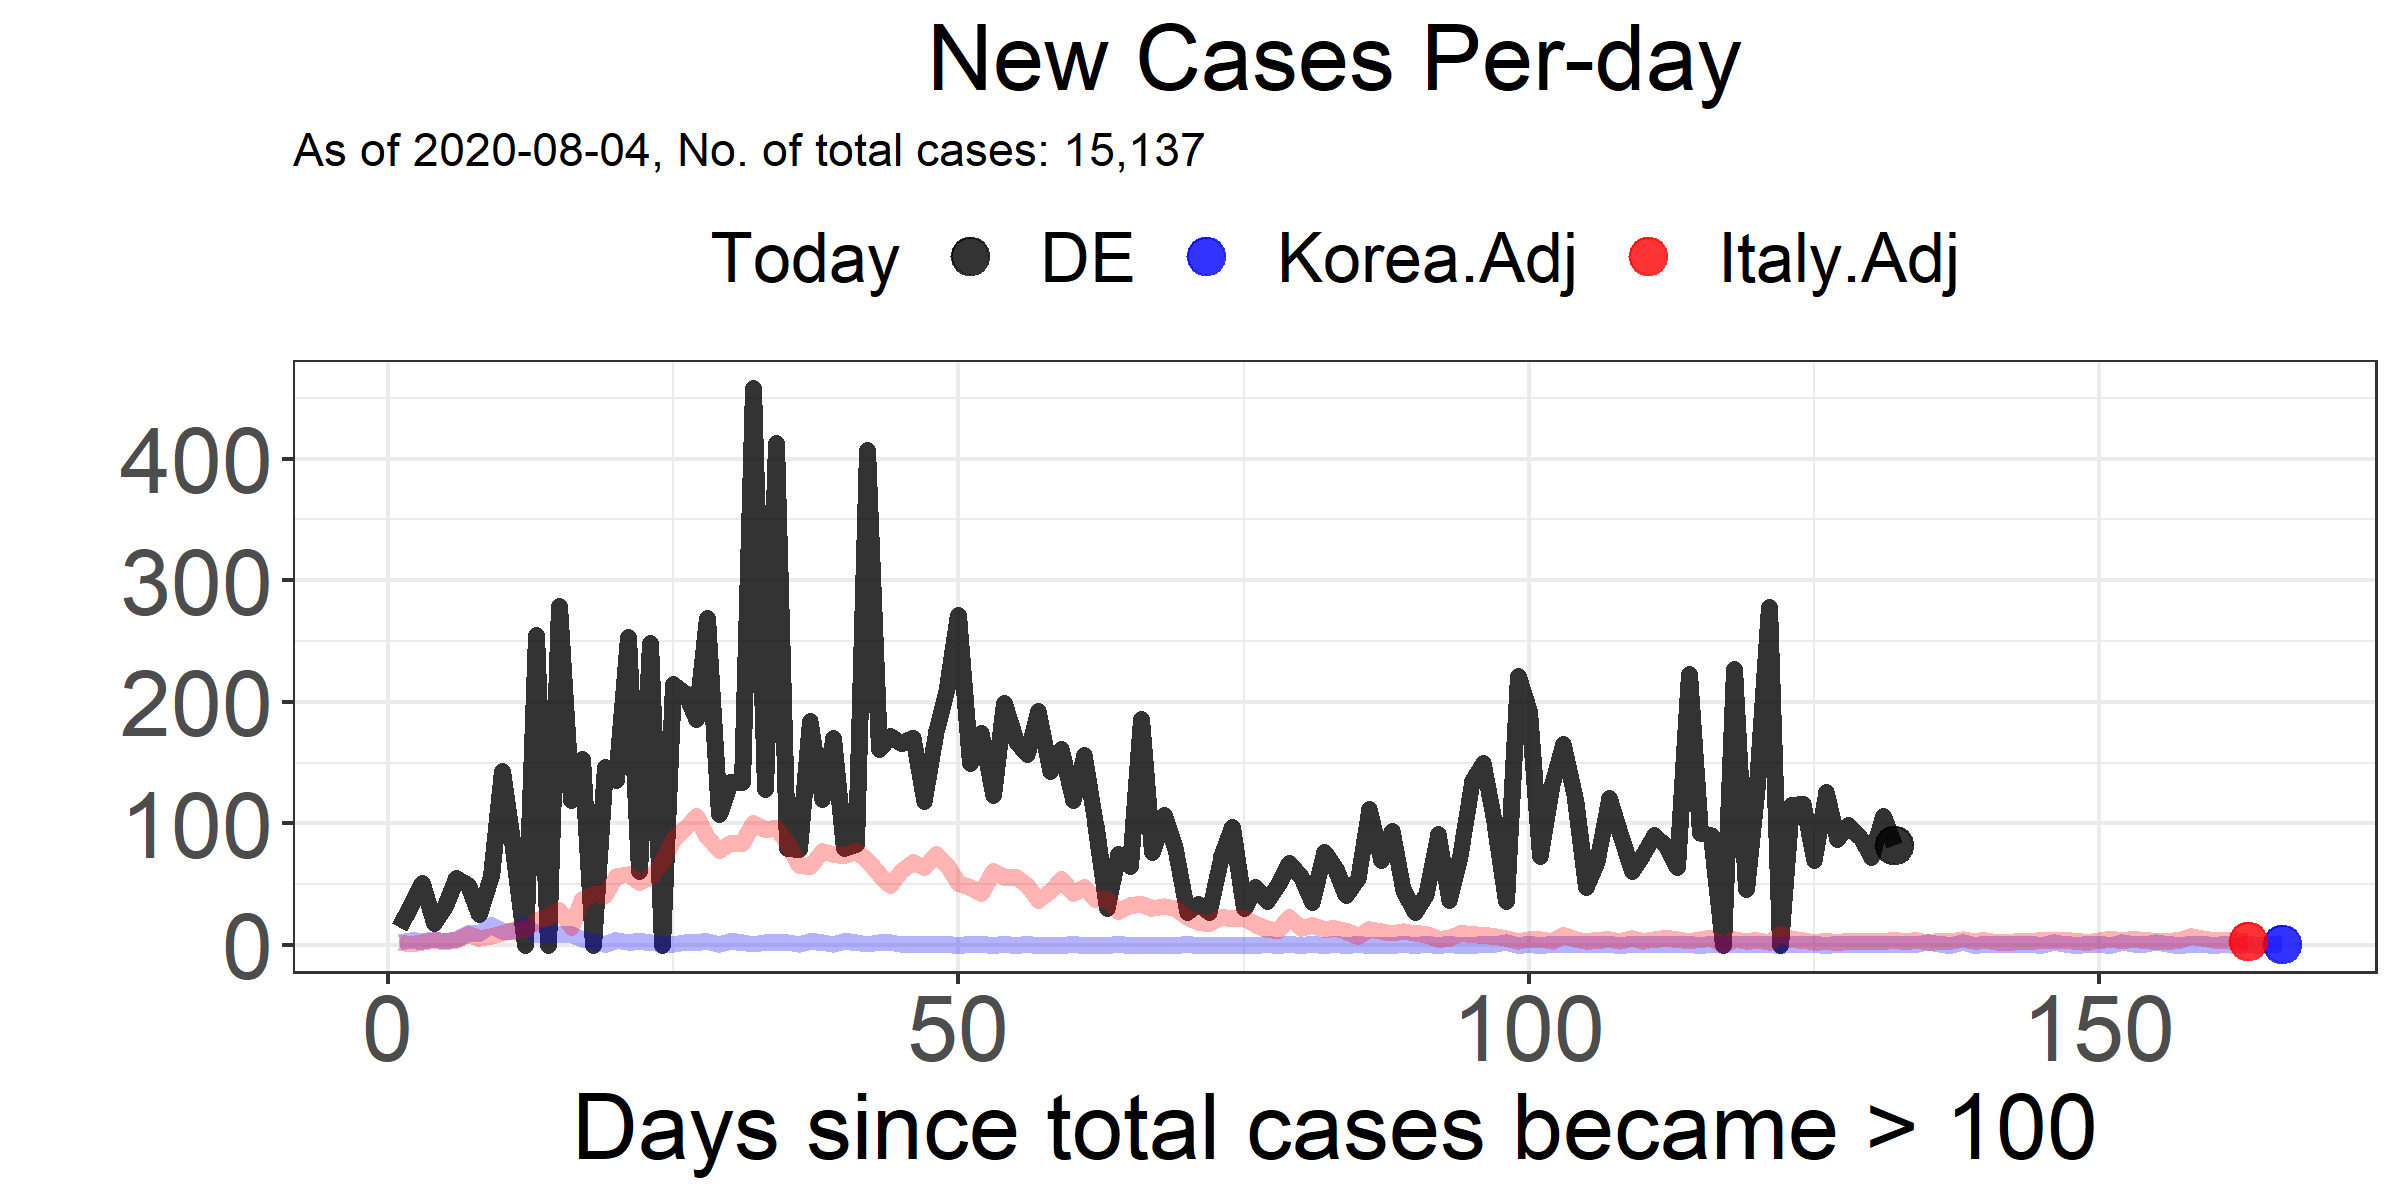 New Cases Per-day
As of 2020-08-04, No. of total cases: 15,137
Today DE Korea.Adj Italy.Adj
400
300
200
100
0
0 50 100 150
Days since total cases became > 100